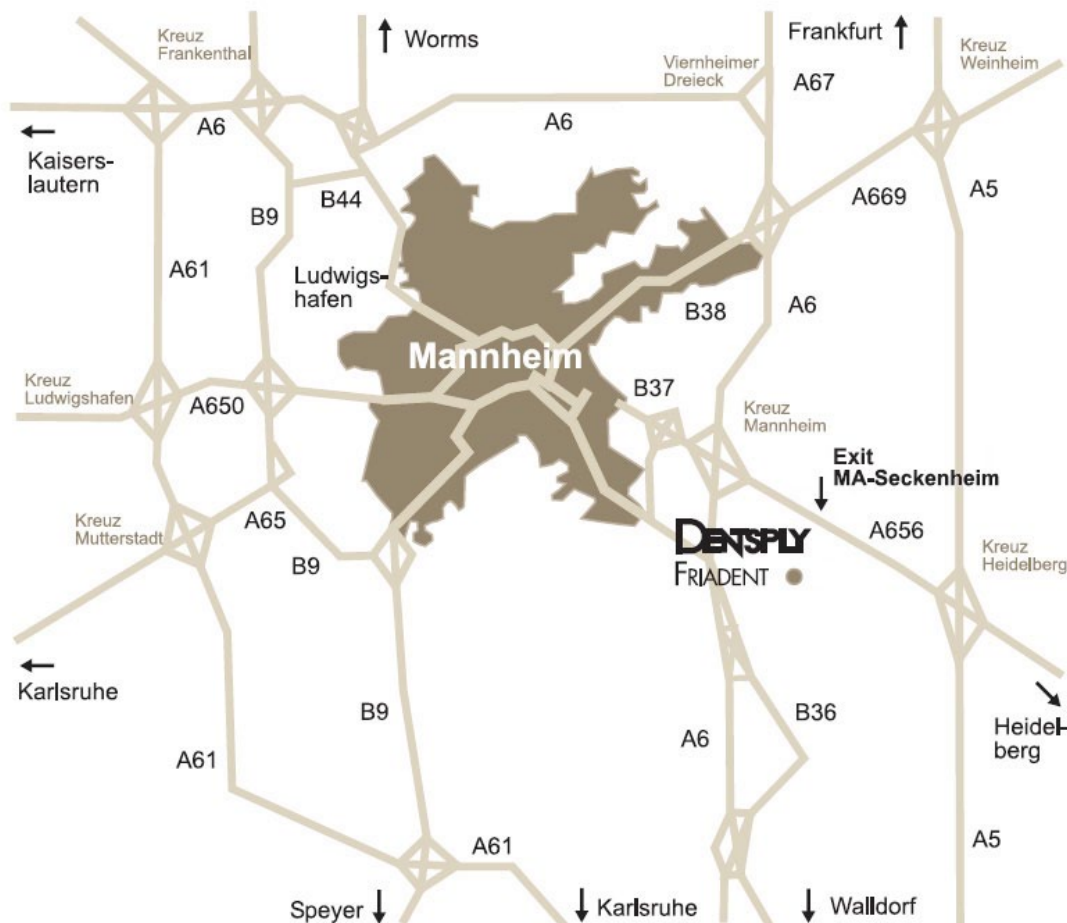 Kreuz
Frankenthal
Worms
Frankfurt
Kreuz
Weinheim
Viernheimer
Dreieck
A67
A6
A6
Kaisers-
lautern
B44
A669
A5
B9
A61
Ludwigs-
hafen
B38
A6
Mannheim
Kreuz
Ludwigshafen
A650
B37
Kreuz
Mannheim
Exit
MA-Seckenheim
A65
A656
Kreuz
Mutterstadt
B9
DENTSPLY
FRIADENT
Kreuz
Heidelberg
Karlsruhe
B9
A6
B36
Heidel-
berg
A61
A61
A5
Speyer
Karlsruhe
Walldorf